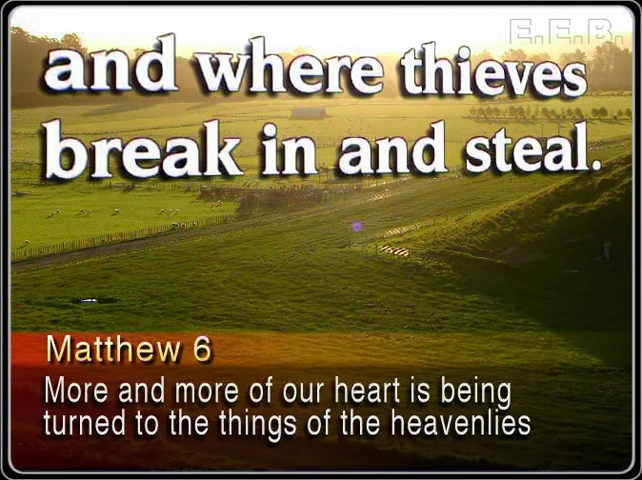 E.E.B.
and where thieves
break in and steal.
Matthew 6
More and more of our heart is being
turned to the things of the heavenlies